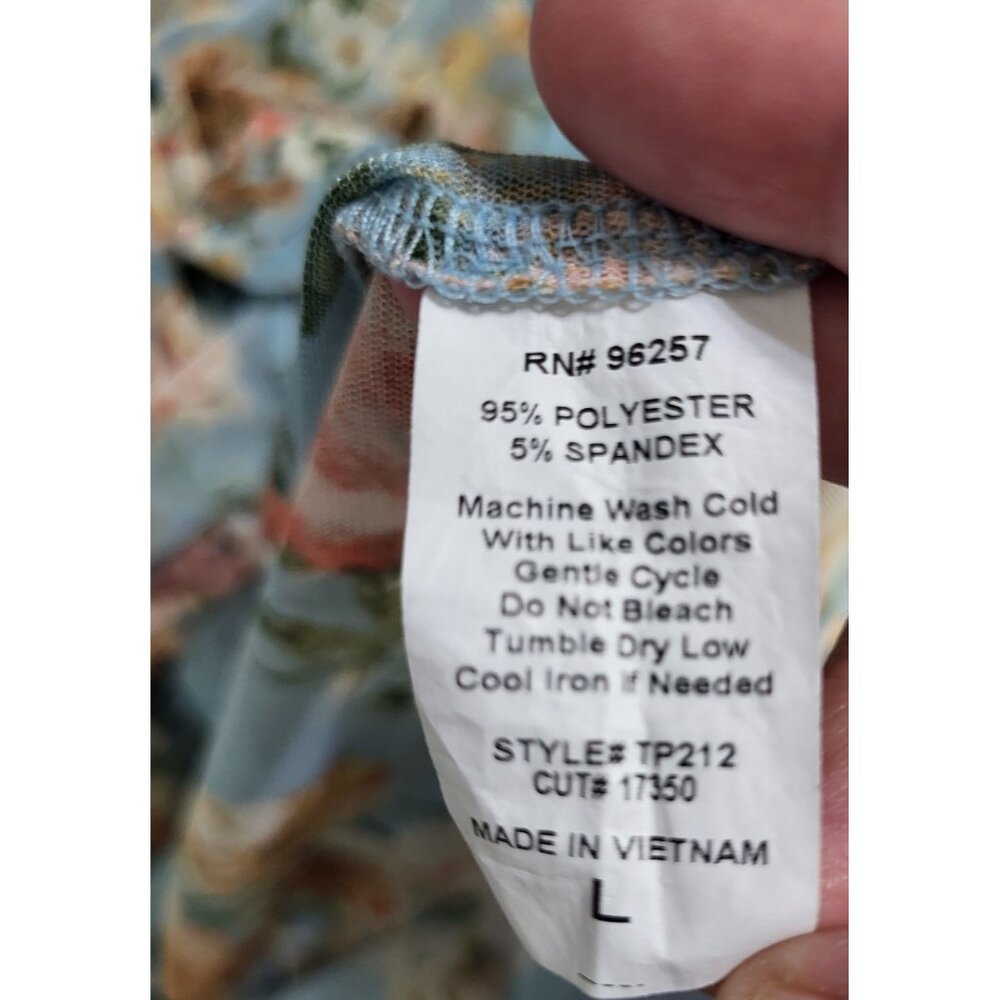 RN# 96257
95% POLYESTER
5% SPANDEX
Machine Wash Cold
With Like Colors
Gentle Cycle
Do Not Bleach
Tumble Dry Low
Cool Iron If Needed
STYLE# TP212
CUT# 17350
MADE IN VIETNAM
L